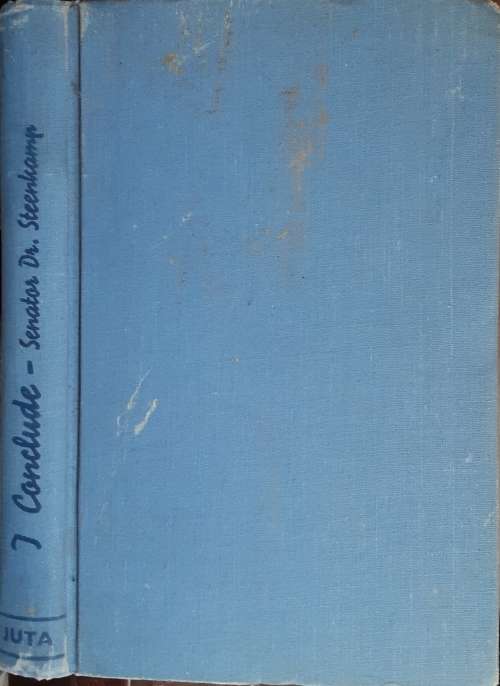 I Conclude - Senator Dr. Steenkamp
JUTA